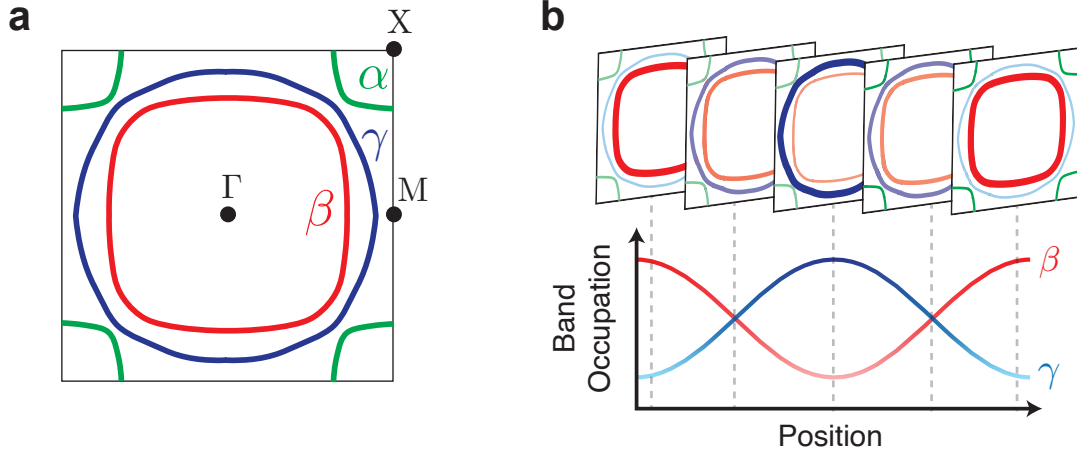 a
X
α
γ
Γ
M
β
b
Band
Occupation
β
γ
Position